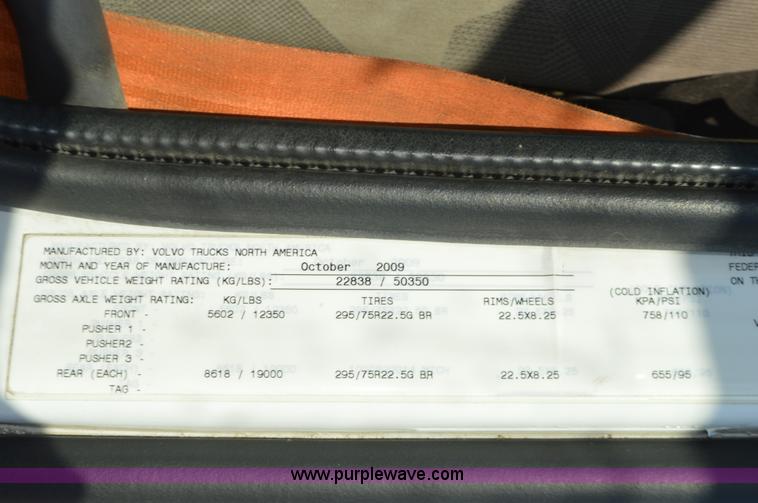 MANUFACTURED BY: VOLVO TRUCKS NORTH AMERICA
MONTH AND YEAR OF MANUFACTURE: October 2009
GROSS VEHICLE WEIGHT RATING (KG/LBS): 22838 / 50350
(COLD INFLATION)
GROSS AXLE WEIGHT RATING: KG/LBS TIRES RIMS/WHEELS KPA/PSI
FRONT - 5602 / 12350 295/75R22.5G BR 22.5X8.25 758/110
PUSHER 1 -
PUSHER2 -
PUSHER 3 -
REAR (EACH) - 8618 / 19000 295/75R22.5G BR 22.5X8.25 655/95
TAG -
FEDER
ON TH
www.purplewave.com